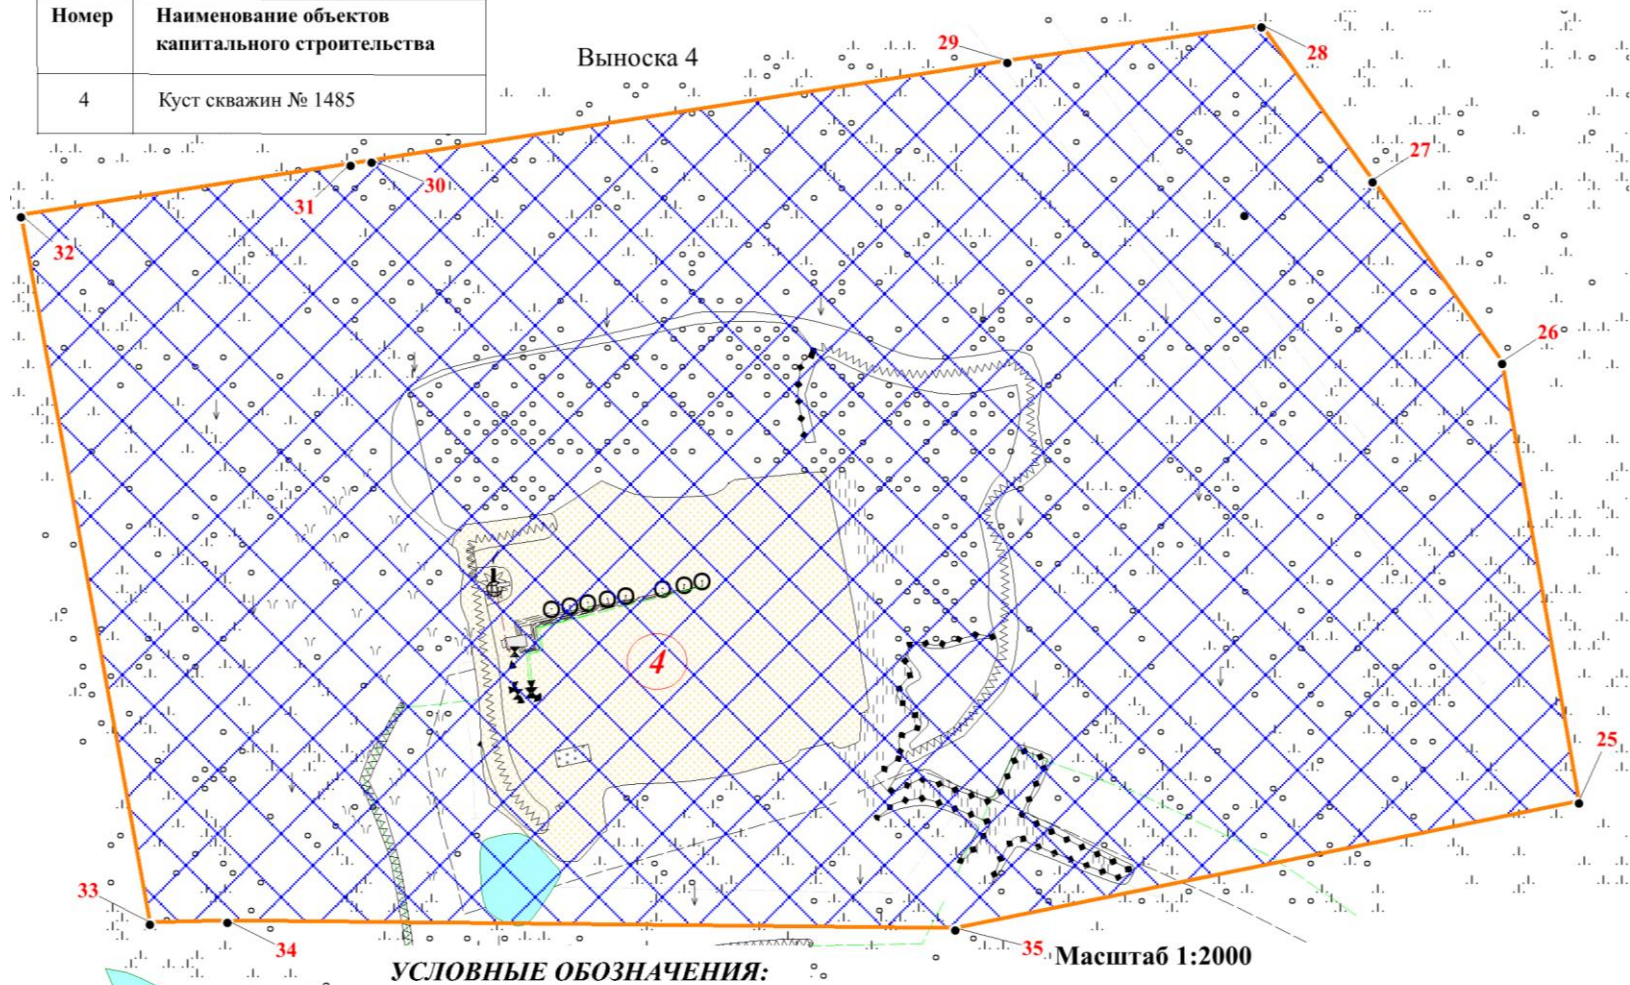 Номер
Наименование объектов
капитального строительства
4
Куст скважин № 1485
Выноска 4
29
28
27
30
31
32
26
25
4
33
34
35
Масштаб 1:2000
УСЛОВНЫЕ ОБОЗНАЧЕНИЯ: